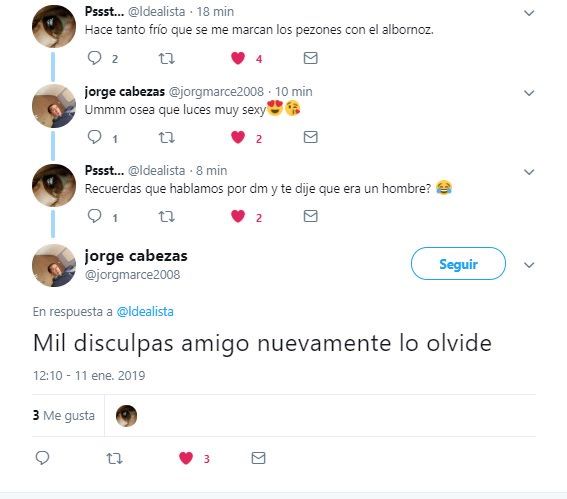 Pssst... @Idealista · 18 min
Hace tanto frío que se me marcan los pezones con el albornoz.
2 4
jorge cabezas @jorgmarce2008 · 10 min
Ummm osea que luces muy sexy😍😘
1 2
Pssst... @Idealista · 8 min
Recuerdas que hablamos por dm y te dije que era un hombre? 😂
1 2
jorge cabezas
@jorgmarce2008
Seguir
En respuesta a @Idealista
Mil disculpas amigo nuevamente lo olvide
12:10 - 11 ene. 2019
3 Me gusta
3